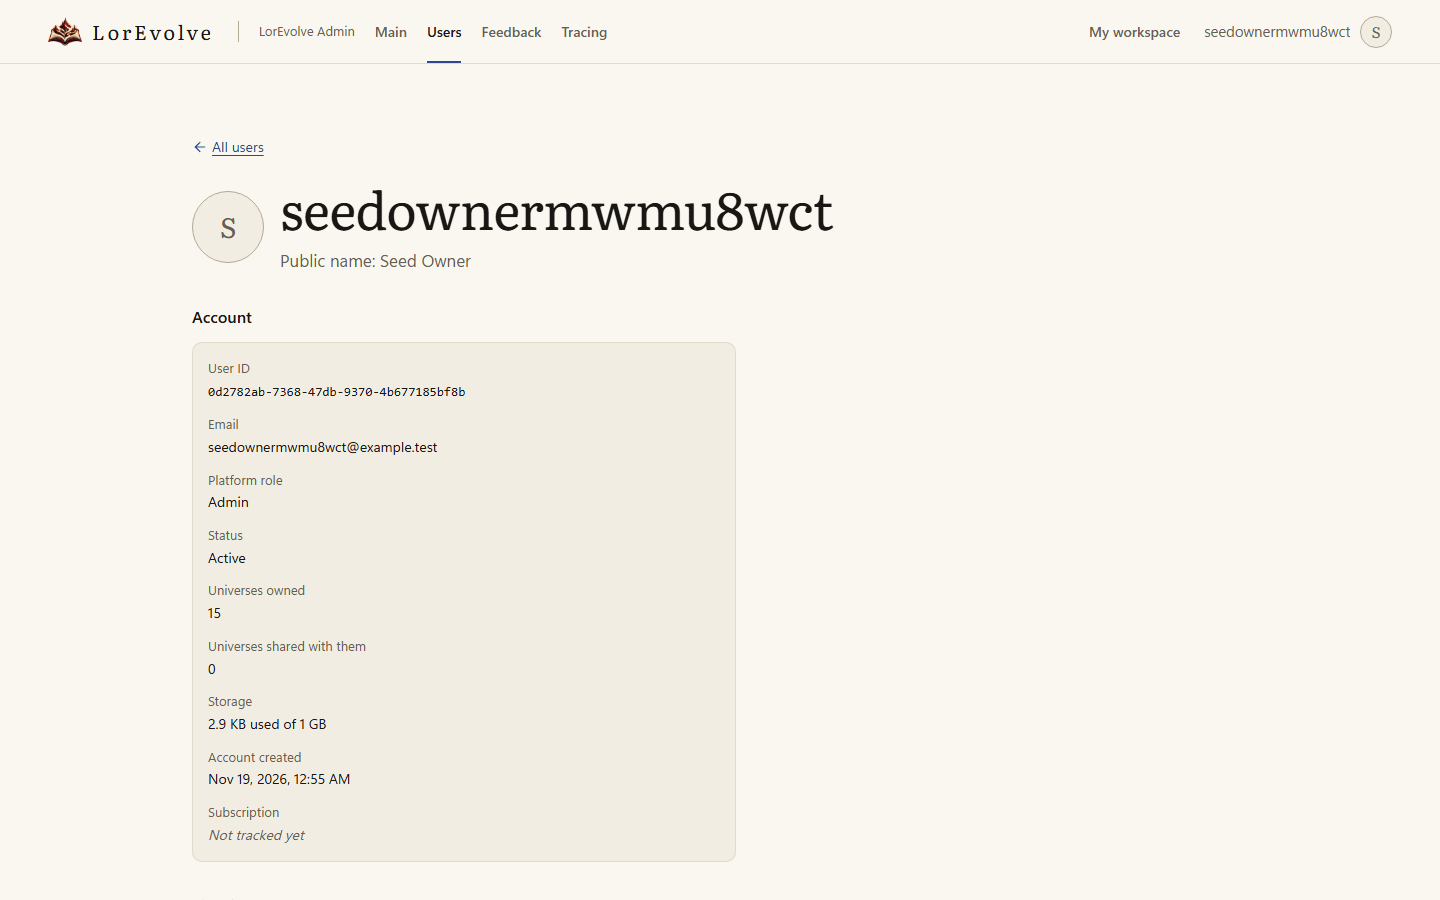 LorEvolve
LorEvolve Admin
Main
Users
Feedback
Tracing
My workspace
seedownermwmu8wct
S
← All users
S
seedownermwmu8wct
Public name: Seed Owner
Account
User ID
0d2782ab-7368-47db-9370-4b677185bf8b
Email
seedownermwmu8wct@example.test
Platform role
Admin
Status
Active
Universes owned
15
Universes shared with them
0
Storage
2.9 KB used of 1 GB
Account created
Nov 19, 2026, 12:55 AM
Subscription
Not tracked yet